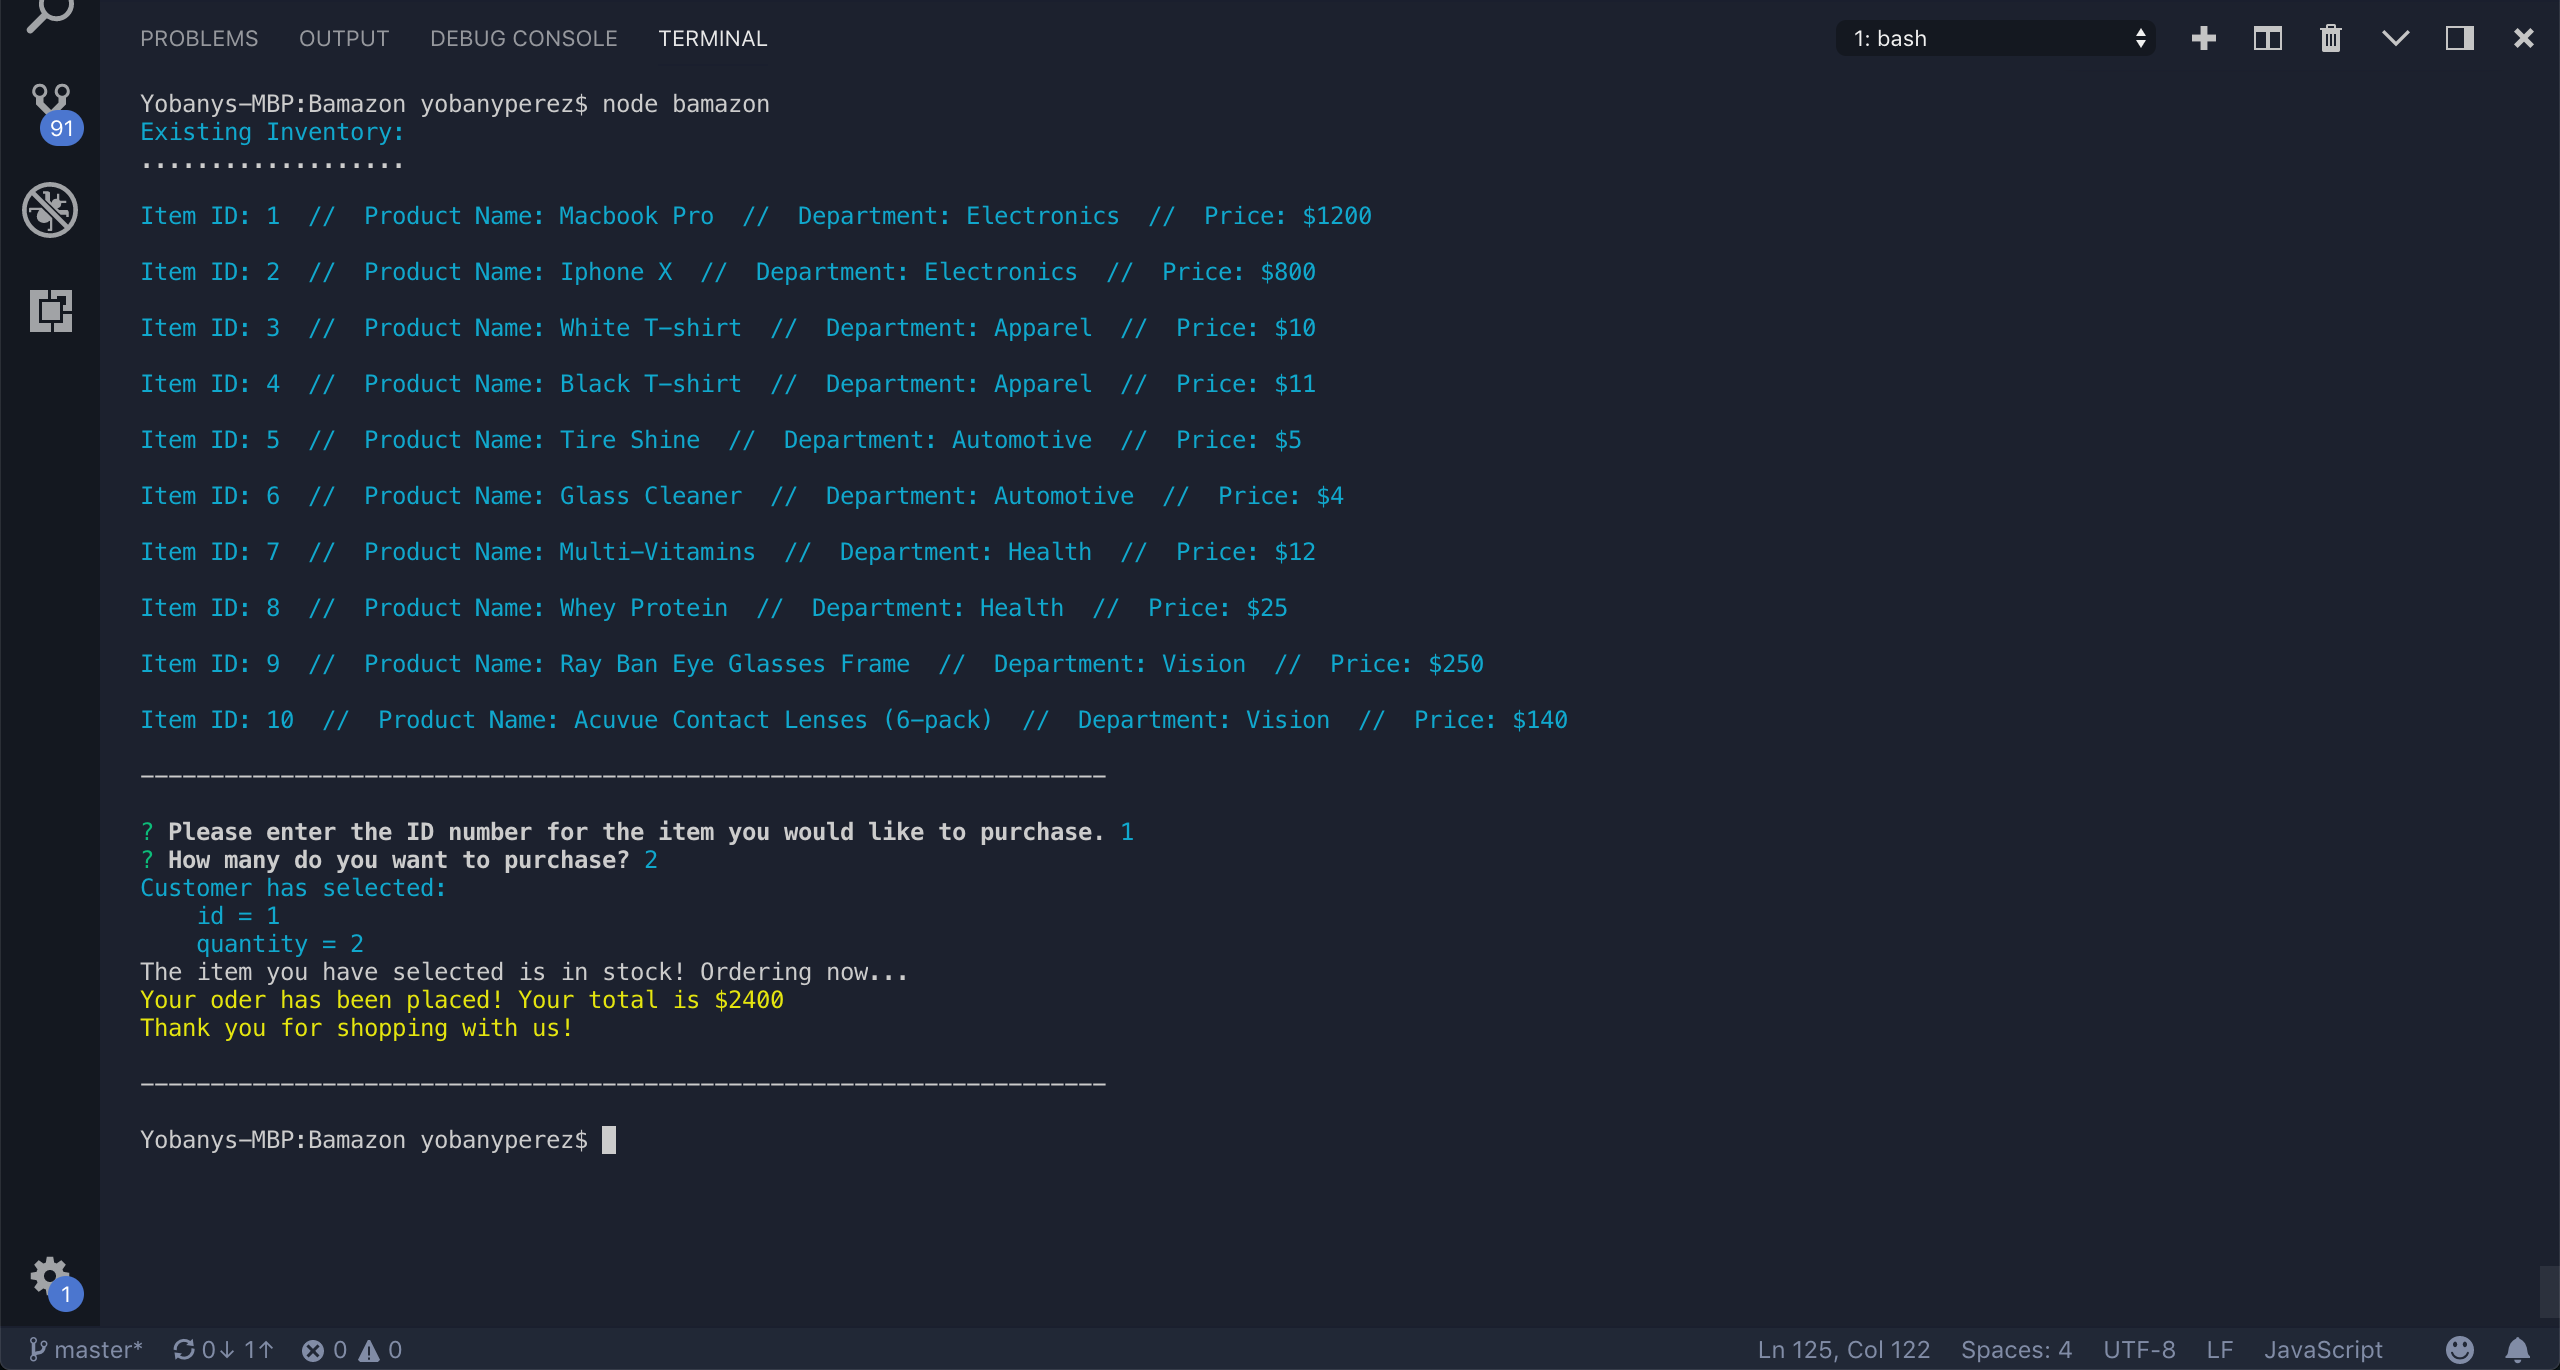 PROBLEMS OUTPUT DEBUG CONSOLE TERMINAL 1: bash
Yobanys-MBP:Bamazon yobanyperez$ node bamazon
91
Existing Inventory:
...................
Item ID: 1  //  Product Name: Macbook Pro  //  Department: Electronics  //  Price: $1200
Item ID: 2  //  Product Name: Iphone X  //  Department: Electronics  //  Price: $800
Item ID: 3  //  Product Name: White T-shirt  //  Department: Apparel  //  Price: $10
Item ID: 4  //  Product Name: Black T-shirt  //  Department: Apparel  //  Price: $11
Item ID: 5  //  Product Name: Tire Shine  //  Department: Automotive  //  Price: $5
Item ID: 6  //  Product Name: Glass Cleaner  //  Department: Automotive  //  Price: $4
Item ID: 7  //  Product Name: Multi-Vitamins  //  Department: Health  //  Price: $12
Item ID: 8  //  Product Name: Whey Protein  //  Department: Health  //  Price: $25
Item ID: 9  //  Product Name: Ray Ban Eye Glasses Frame  //  Department: Vision  //  Price: $250
Item ID: 10  //  Product Name: Acuvue Contact Lenses (6-pack)  //  Department: Vision  //  Price: $140
---------------------------------------------------------------------
? Please enter the ID number for the item you would like to purchase. 1
? How many do you want to purchase? 2
Customer has selected:
    id = 1
    quantity = 2
The item you have selected is in stock! Ordering now...
Your oder has been placed! Your total is $2400
Thank you for shopping with us!
---------------------------------------------------------------------
Yobanys-MBP:Bamazon yobanyperez$
1
master* 0↓ 1↑ 0 0 Ln 125, Col 122 Spaces: 4 UTF-8 LF JavaScript